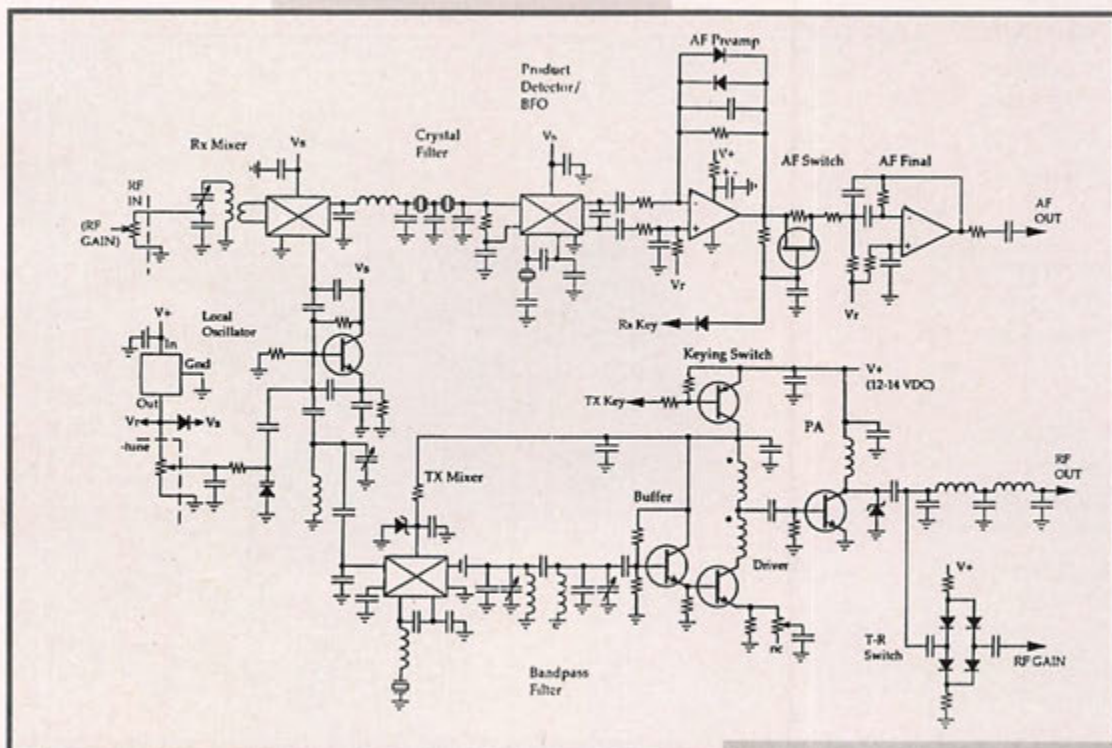 AF Preamp
Product
Detector/
BFO
Vs
Rx Mixer
Vs
Crystal
Filter
V+
+ -
AF Switch
AF Final
RF
IN
(RF
GAIN)
-
+
-
+
AF
OUT
Vr
Vr
Vs
Local
Oscillator
V+
In
Gnd
Out
Rx Key
Keying Switch
V+
(12-14 VDC)
TX Key
Vr
Vs
-tune
PA
TX Mixer
RF
OUT
Buffer
Driver
V+
nc
T-R
Switch
RF GAIN
Bandpass
Filter